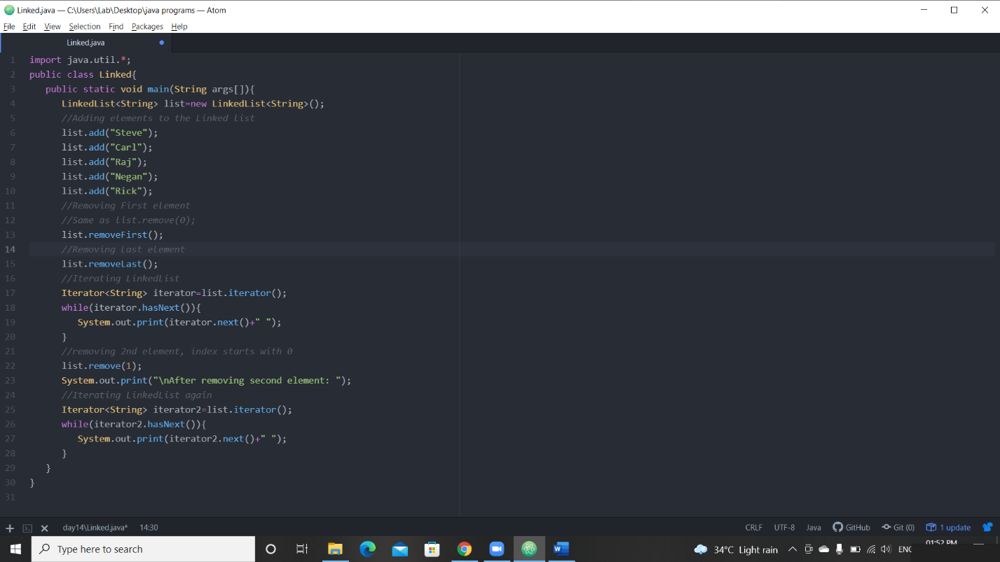 Linked.java — C:\Users\Lab\Desktop\java programs — Atom
File Edit View Selection Find Packages Help
Linked.java
1 import java.util.*;
2 public class Linked{
3 public static void main(String args[]){
4 LinkedList<String> list=new LinkedList<String>();
5 //Adding elements to the Linked list
6 list.add("Steve");
7 list.add("Carl");
8 list.add("Raj");
9 list.add("Negan");
10 list.add("Rick");
11 //Removing First element
12 //Same as list.remove(0);
13 list.removeFirst();
14 //Removing Last element
15 list.removeLast();
16 //Iterating LinkedList
17 Iterator<String> iterator=list.iterator();
18 while(iterator.hasNext()){
19 System.out.print(iterator.next()+" ");
20 }
21 //removing 2nd element, index starts with 0
22 list.remove(1);
23 System.out.print("\nAfter removing second element: ");
24 //Iterating LinkedList again
25 Iterator<String> iterator2=list.iterator();
26 while(iterator2.hasNext()){
27 System.out.print(iterator2.next()+" ");
28 }
29 }
30 }
31
day14\Linked.java* 14:30 CRLF UTF-8 Java GitHub Git (0) 1 update
Type here to search 34°C Light rain ENG 01:52 PM